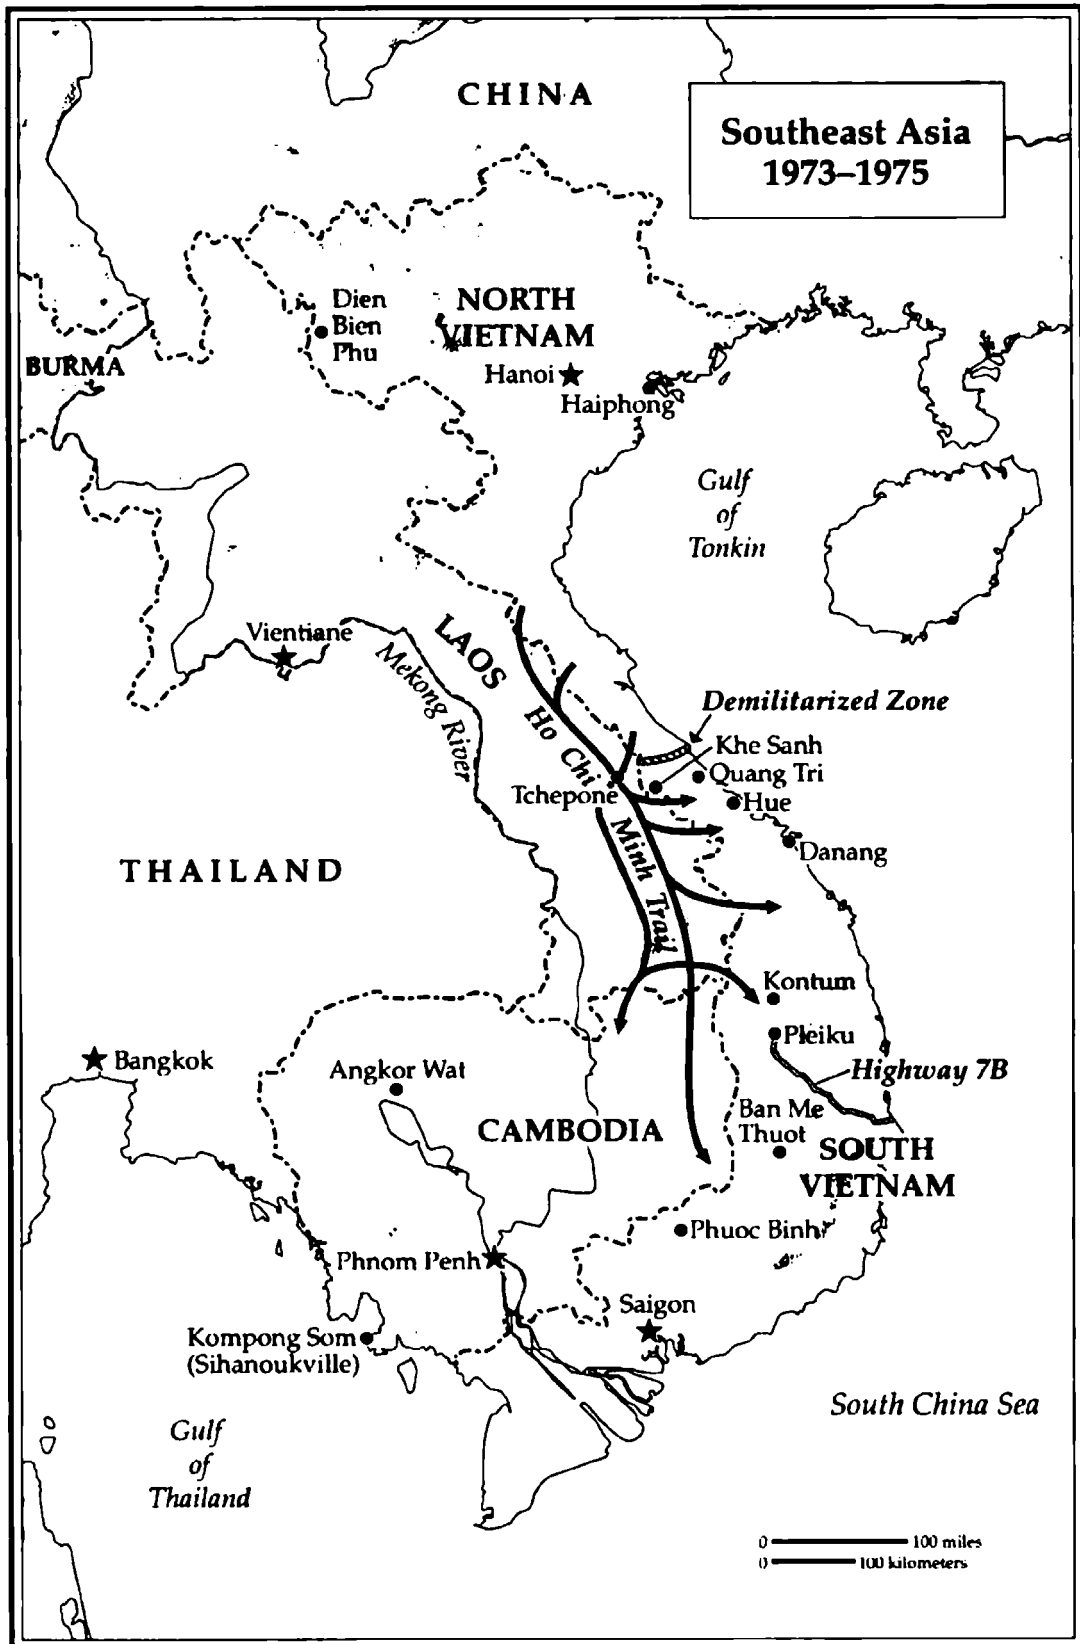 CHINA
Southeast Asia
1973–1975
Dien
Bien
Phu
NORTH
VIETNAM
BURMA
Hanoi
Haiphong
Gulf
of
Tonkin
Vientiane
LAOS
Mekong River
Ho Chi Minh Trail
Demilitarized Zone
Khe Sanh
Quang Tri
Tchepone
Hue
Danang
THAILAND
Kontum
Pleiku
Bangkok
Angkor Wat
Highway 7B
Ban Me
Thuot
CAMBODIA
SOUTH
VIETNAM
Phuoc Binh
Phnom Penh
Saigon
Kompong Som
(Sihanoukville)
South China Sea
Gulf
of
Thailand
0 100 miles
0 100 kilometers